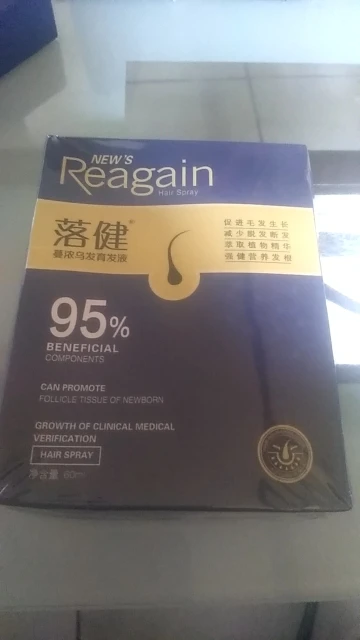 NEW'S
Reagain
Hair Spray
落健®
蔓浓乌发育发液
促进毛发生长
减少脱发断发
萃取植物精华
强健营养发根
95%
BENEFICIAL
COMPONENTS
CAN PROMOTE
FOLLICLE TISSUE OF NEWBORN
GROWTH OF CLINICAL MEDICAL
VERIFICATION
HAIR SPRAY
净含量 60ml